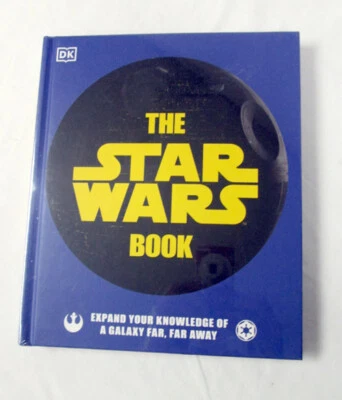 DK
THE
STAR
WARS
BOOK
EXPAND YOUR KNOWLEDGE OF
A GALAXY FAR, FAR AWAY